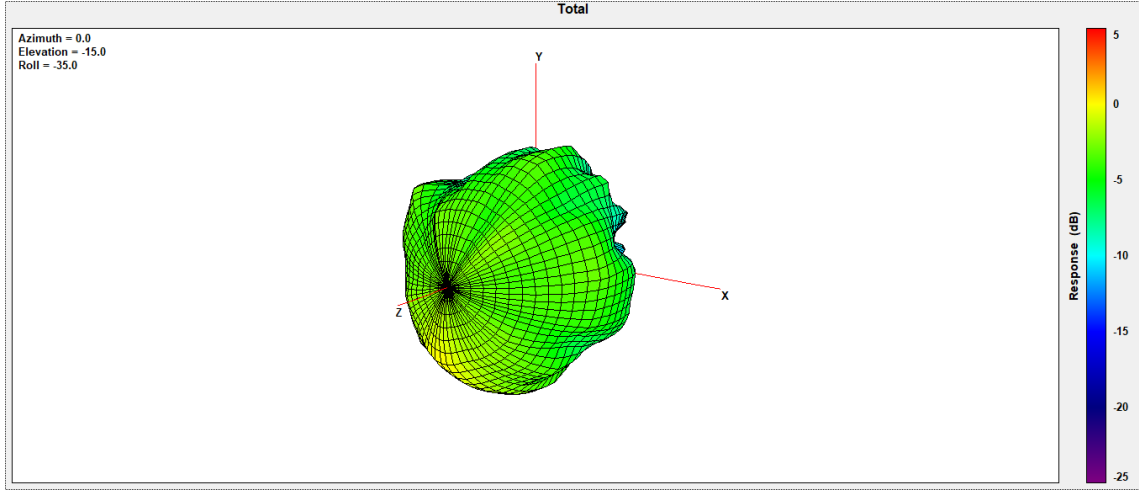 Total
Azimuth = 0.0
Elevation = -15.0
Roll = -35.0
Y
X
Z
5
0
-5
-10
-15
-20
-25
Response (dB)